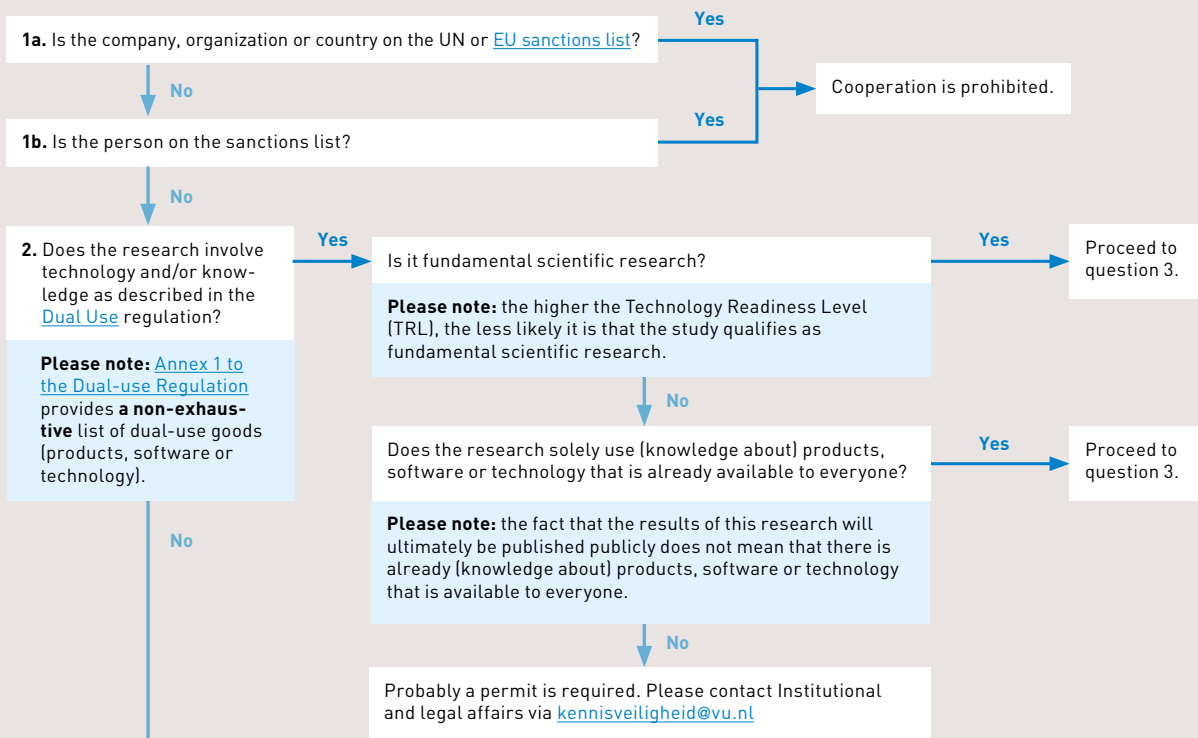 1a. Is the company, organization or country on the UN or EU sanctions list?
Yes
No
Cooperation is prohibited.
1b. Is the person on the sanctions list?
Yes
No
2. Does the research involve
technology and/or know-
ledge as described in the
Dual Use regulation?
Please note: Annex 1 to
the Dual-use Regulation
provides a non-exhaus-
tive list of dual-use goods
(products, software or
technology).
No
Yes
Is it fundamental scientific research?
Please note: the higher the Technology Readiness Level
(TRL), the less likely it is that the study qualifies as
fundamental scientific research.
Yes
Proceed to
question 3.
No
Does the research solely use (knowledge about) products,
software or technology that is already available to everyone?
Please note: the fact that the results of this research will
ultimately be published publicly does not mean that there is
already (knowledge about) products, software or technology
that is available to everyone.
Yes
Proceed to
question 3.
No
Probably a permit is required. Please contact Institutional
and legal affairs via kennisveiligheid@vu.nl